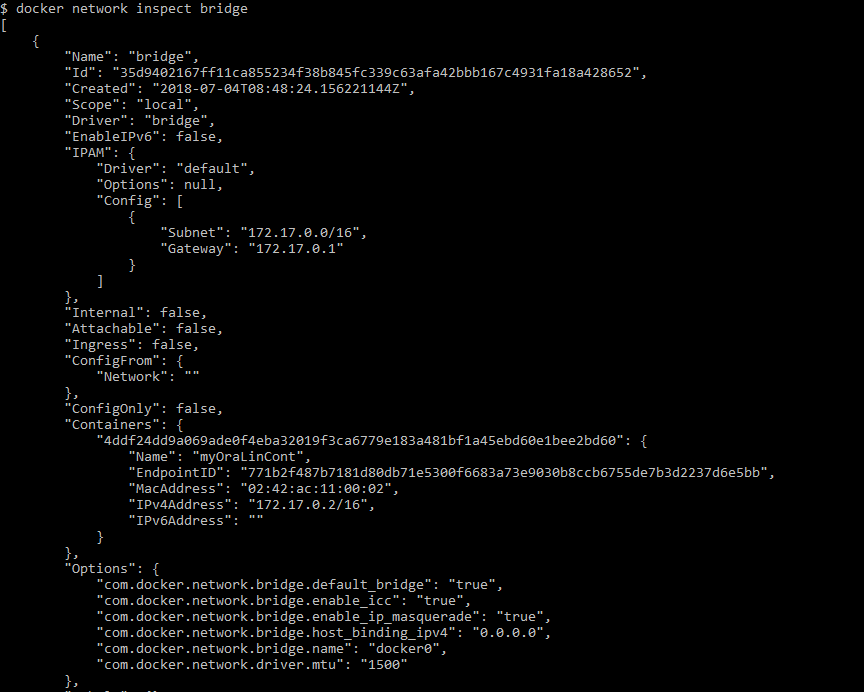 $ docker network inspect bridge
[
    {
        "Name": "bridge",
        "Id": "35d9402167ff11ca855234f38b845fc339c63afa42bbb167c4931fa18a428652",
        "Created": "2018-07-04T08:48:24.156221144Z",
        "Scope": "local",
        "Driver": "bridge",
        "EnableIPv6": false,
        "IPAM": {
            "Driver": "default",
            "Options": null,
            "Config": [
                {
                    "Subnet": "172.17.0.0/16",
                    "Gateway": "172.17.0.1"
                }
            ]
        },
        "Internal": false,
        "Attachable": false,
        "Ingress": false,
        "ConfigFrom": {
            "Network": ""
        },
        "ConfigOnly": false,
        "Containers": {
            "4ddf24dd9a069ade0f4eba32019f3ca6779e183a481bf1a45ebd60e1bee2bd60": {
                "Name": "myOraLinCont",
                "EndpointID": "771b2f487b7181d80db71e5300f6683a73e9030b8ccb6755de7b3d2237d6e5bb",
                "MacAddress": "02:42:ac:11:00:02",
                "IPv4Address": "172.17.0.2/16",
                "IPv6Address": ""
            }
        },
        "Options": {
            "com.docker.network.bridge.default_bridge": "true",
            "com.docker.network.bridge.enable_icc": "true",
            "com.docker.network.bridge.enable_ip_masquerade": "true",
            "com.docker.network.bridge.host_binding_ipv4": "0.0.0.0",
            "com.docker.network.bridge.name": "docker0",
            "com.docker.network.driver.mtu": "1500"
        },